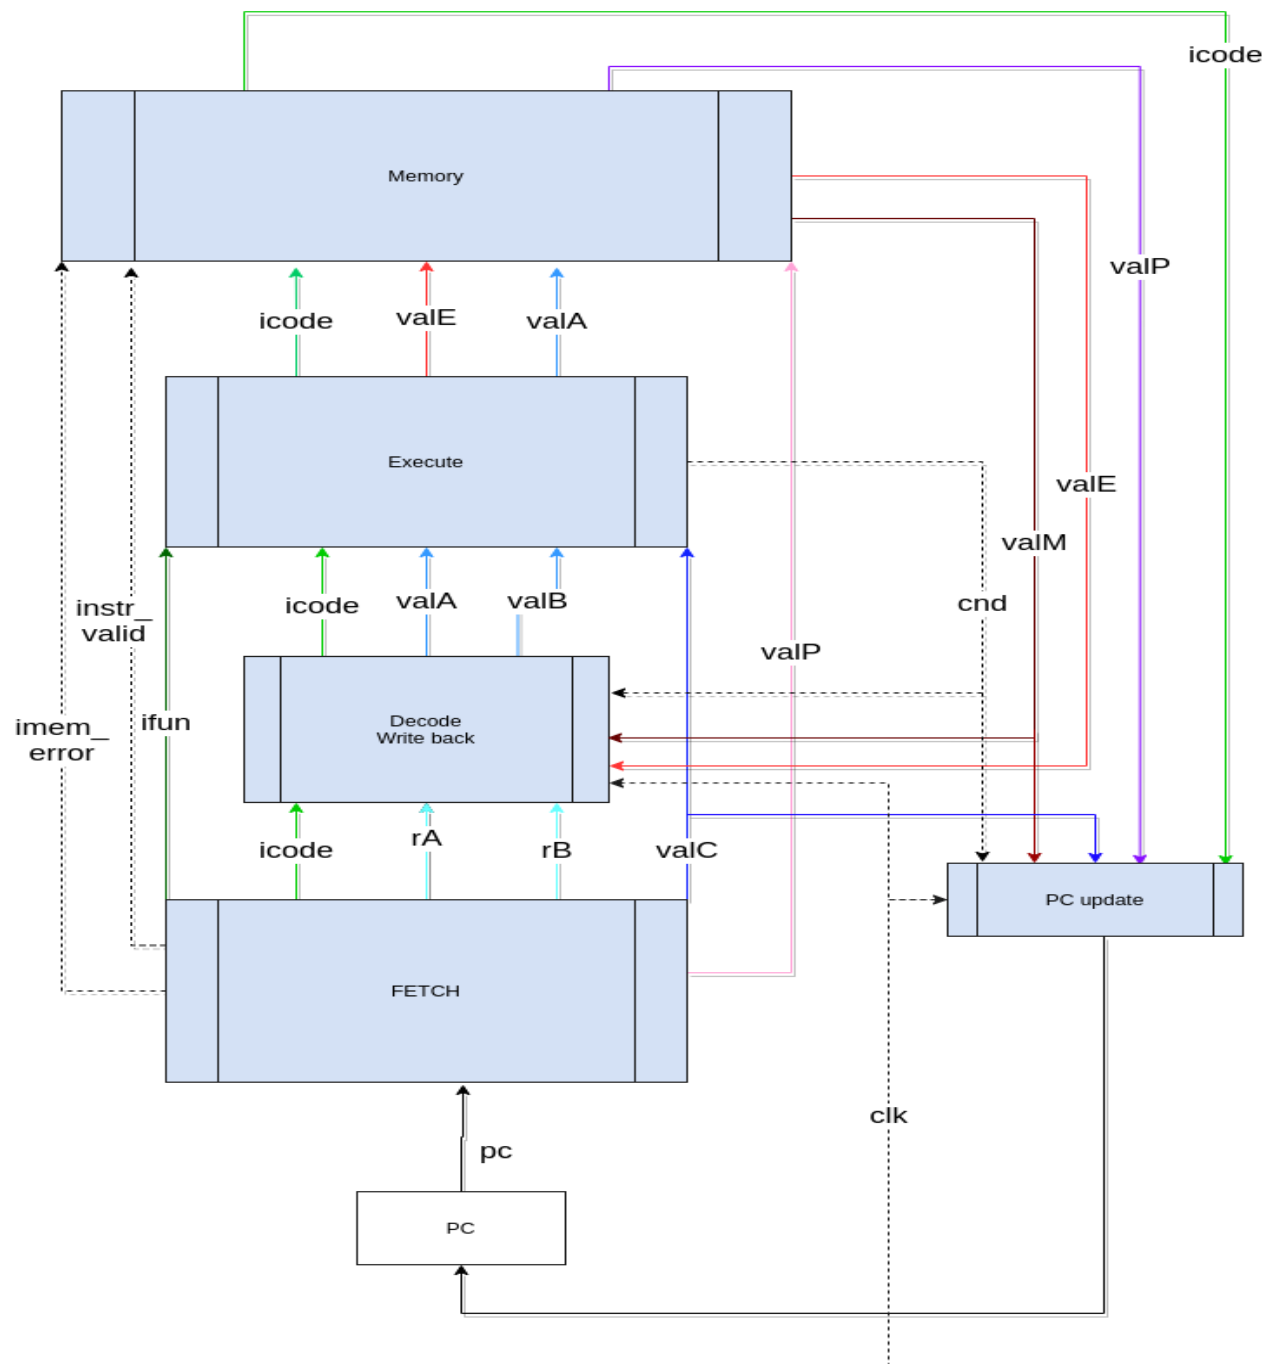 icode
Memory
valP
icode
valE
valA
Execute
valE
valM
instr_
valid
icode
valA
valB
cnd
valP
imem_
error
ifun
Decode
Write back
icode
rA
rB
valC
PC update
FETCH
clk
pc
PC